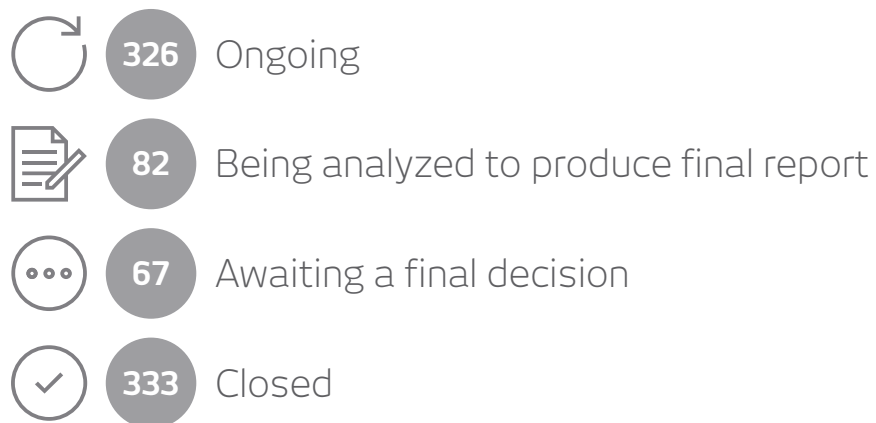 326 Ongoing
82 Being analyzed to produce final report
67 Awaiting a final decision
333 Closed